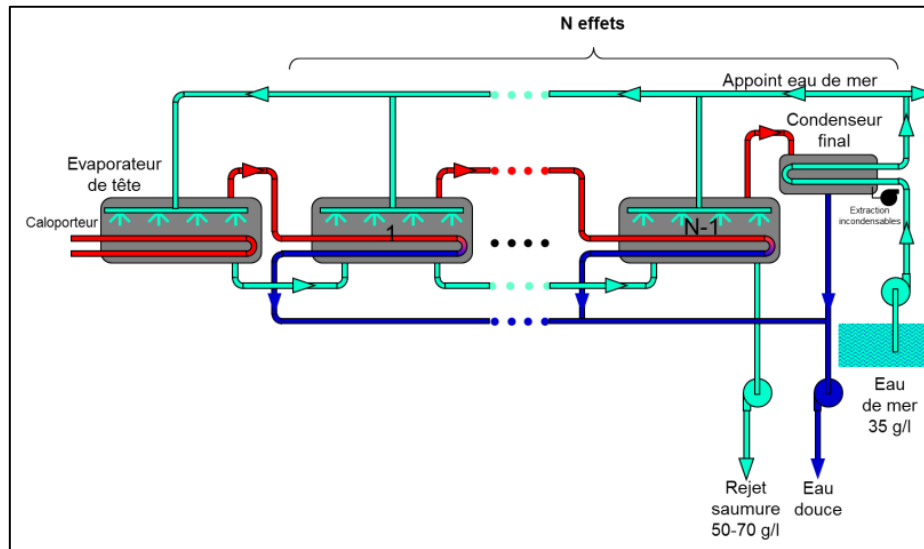 N effets
Appoint eau de mer
Condenseur
final
Evaporateur
de tête
Caloporteur
1
N-1
Extraction
incondensables
Eau
de mer
35 g/l
Rejet
saumure
50-70 g/l
Eau
douce